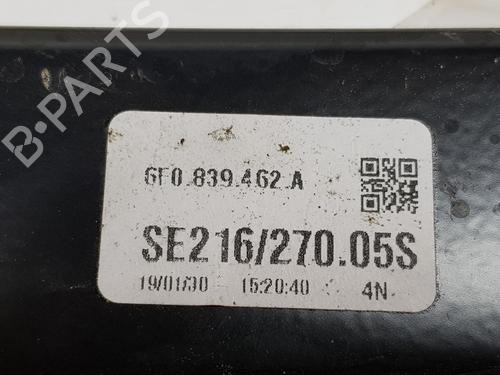 B-PARTS
6F0.839.462.A
SE216/270.05S
19/01/30 15:20:40 4N